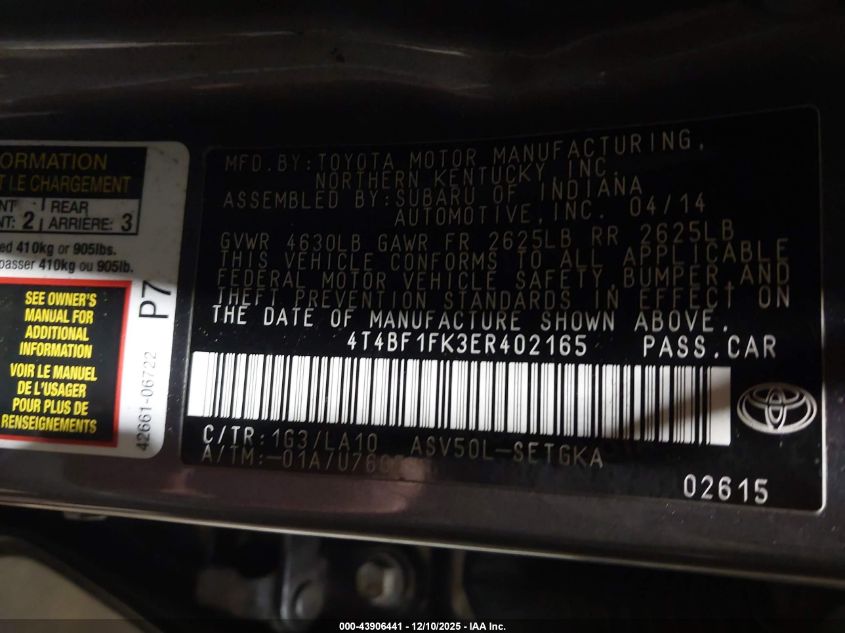 ORMATION
T LE CHARGEMENT
REAR
NT: 2 ARRIÈRE: 3
ed 410kg or 905lbs.
passer 410kg ou 905lb.
SEE OWNER'S
MANUAL FOR
ADDITIONAL
INFORMATION
VOIR LE MANUEL
DE L'USAGER
POUR PLUS DE
RENSEIGNEMENTS
P7
42661-06722
MFD.BY:TOYOTA MOTOR MANUFACTURING,
NORTHERN KENTUCKY, INC.
ASSEMBLED BY:SUBARU OF INDIANA
AUTOMOTIVE,INC. 04/14
GVWR 4630LB GAWR FR 2625LB RR 2625LB
THIS VEHICLE CONFORMS TO ALL APPLICABLE
FEDERAL MOTOR VEHICLE SAFETY,BUMPER,AND
THEFT PREVENTION STANDARDS IN EFFECT ON
THE DATE OF MANUFACTURE SHOWN ABOVE.
4T4BF1FK3ER402165 PASS.CAR
C/TR:1G3/LA10 ASV50L-SETGKA
A/TM:-01A/U760
02615
000-43906441 - 12/10/2025 - IAA Inc.